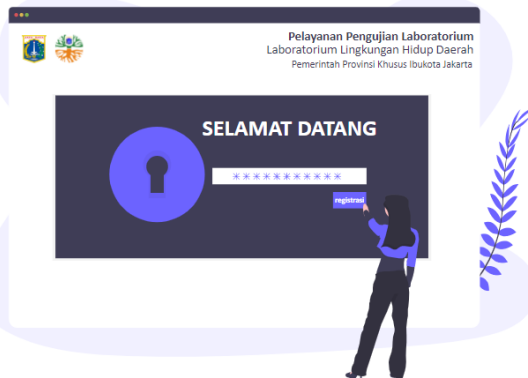 Pelayanan Pengujian Laboratorium
Laboratorium Lingkungan Hidup Daerah
Pemerintah Provinsi Khusus Ibukota Jakarta
SELAMAT DATANG
***********
registrasi